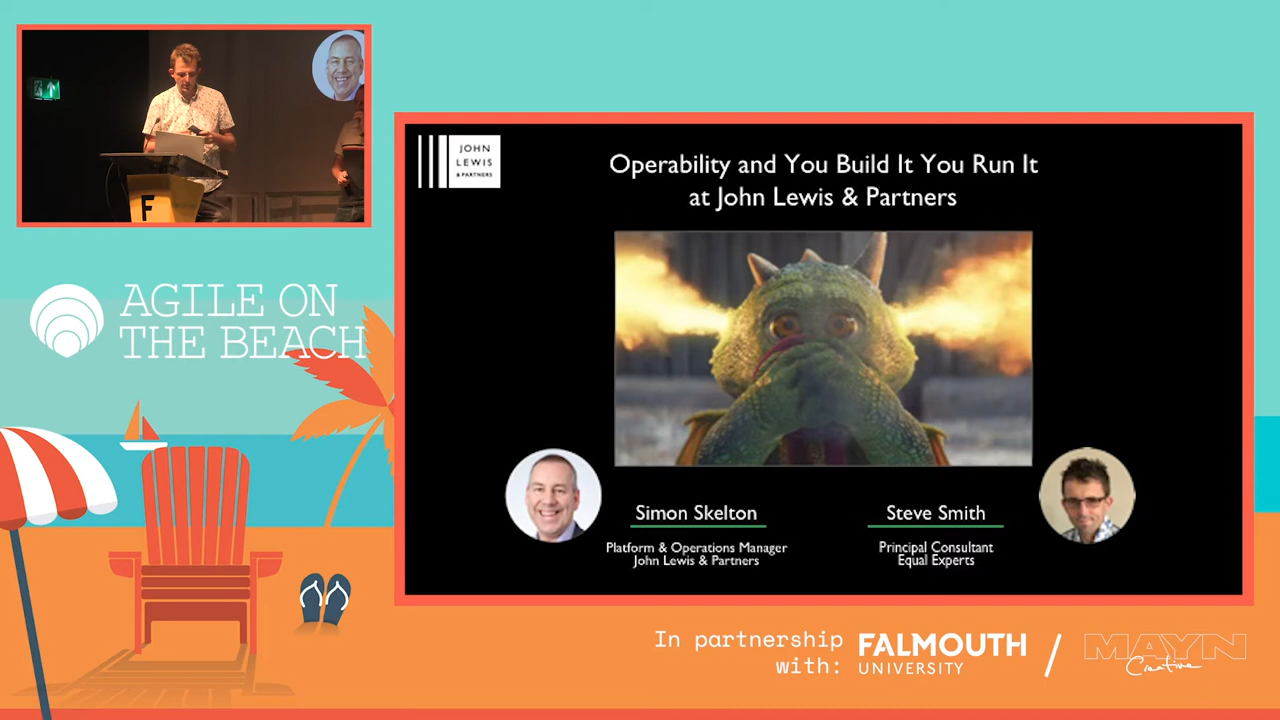 JOHN
LEWIS
& PARTNERS
Operability and You Build It You Run It
at John Lewis & Partners
AGILE ON
THE BEACH
F
Simon Skelton
Platform & Operations Manager
John Lewis & Partners
Steve Smith
Principal Consultant
Equal Experts
In partnership
with:
FALMOUTH
UNIVERSITY
/
MAYN
Creative